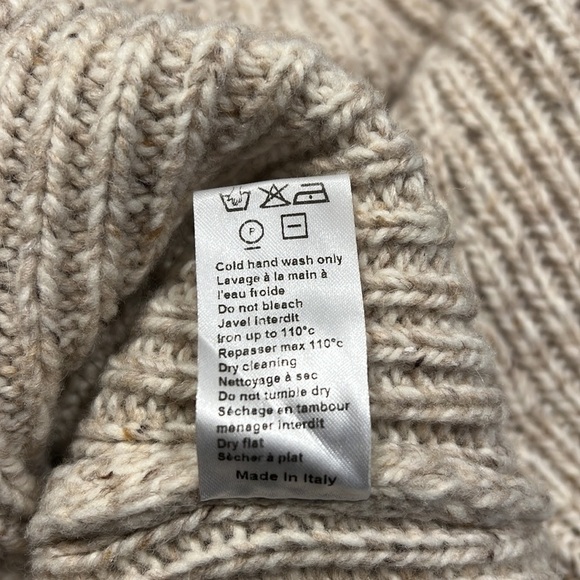 P
Cold hand wash only
Lavage à la main à
l'eau froide
Do not bleach
Javel interdit
Iron up to 110°c
Repasser max 110°c
Dry cleaning
Nettoyage à sec
Do not tumble dry
Séchage en tambour
menager interdit
Dry flat
Sècher à plat
Made in Italy